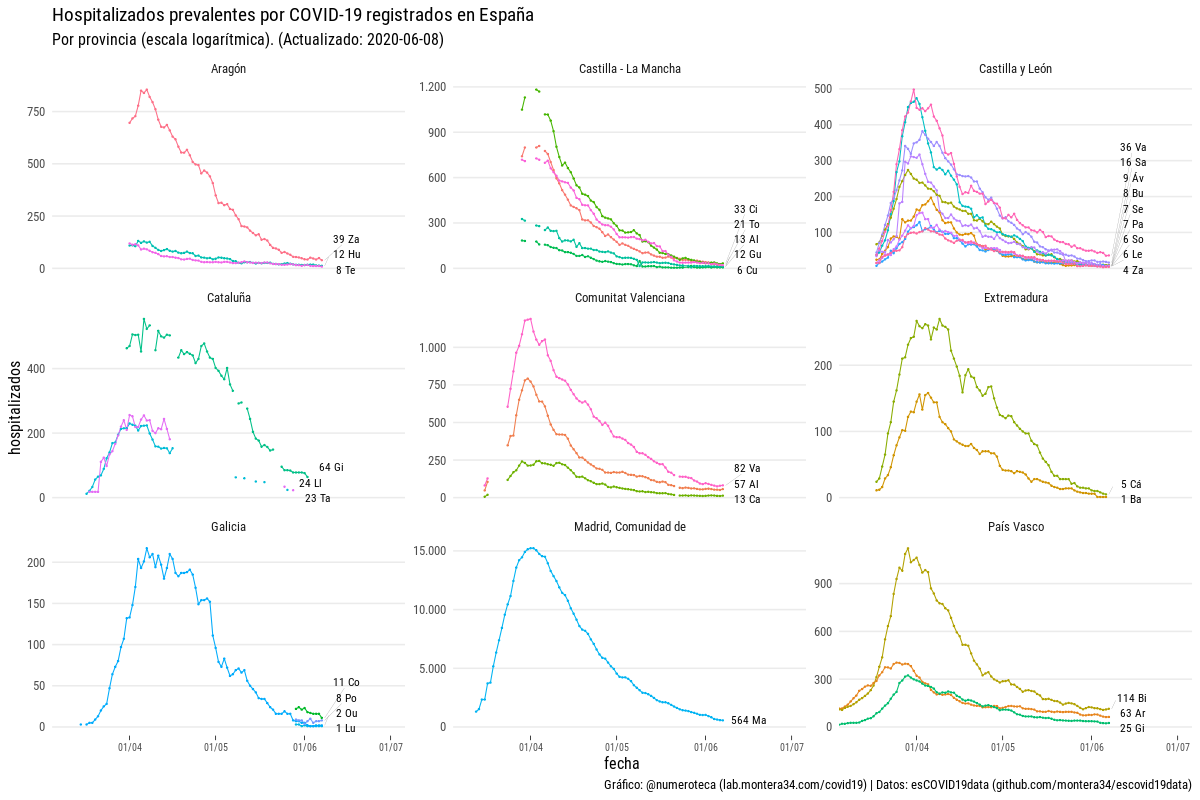 Hospitalizados prevalentes por COVID-19 registrados en España
Por provincia (escala logarítmica). (Actualizado: 2020-06-08)
Aragón
750
500
250
0
39 Za
12 Hu
8 Te
Castilla - La Mancha
1.200
900
600
300
0
33 Ci
21 To
13 Al
12 Gu
6 Cu
Castilla y León
500
400
300
200
100
0
36 Va
16 Sa
9 Áv
8 Bu
7 Se
7 Pa
6 So
6 Le
4 Za
hospitalizados
Cataluña
400
200
0
64 Gi
24 Ll
23 Ta
Comunitat Valenciana
1.000
750
500
250
0
82 Va
57 Al
13 Ca
Extremadura
200
100
0
5 Cá
1 Ba
Galicia
200
150
100
50
0
11 Co
8 Po
2 Ou
1 Lu
01/04 01/05 01/06 01/07
Madrid, Comunidad de
15.000
10.000
5.000
0
564 Ma
01/04 01/05 01/06 01/07
País Vasco
900
600
300
0
114 Bi
63 Ar
25 Gi
01/04 01/05 01/06 01/07
fecha
Gráfico: @numeroteca (lab.montera34.com/covid19) | Datos: esCOVID19data (github.com/montera34/escovid19data)